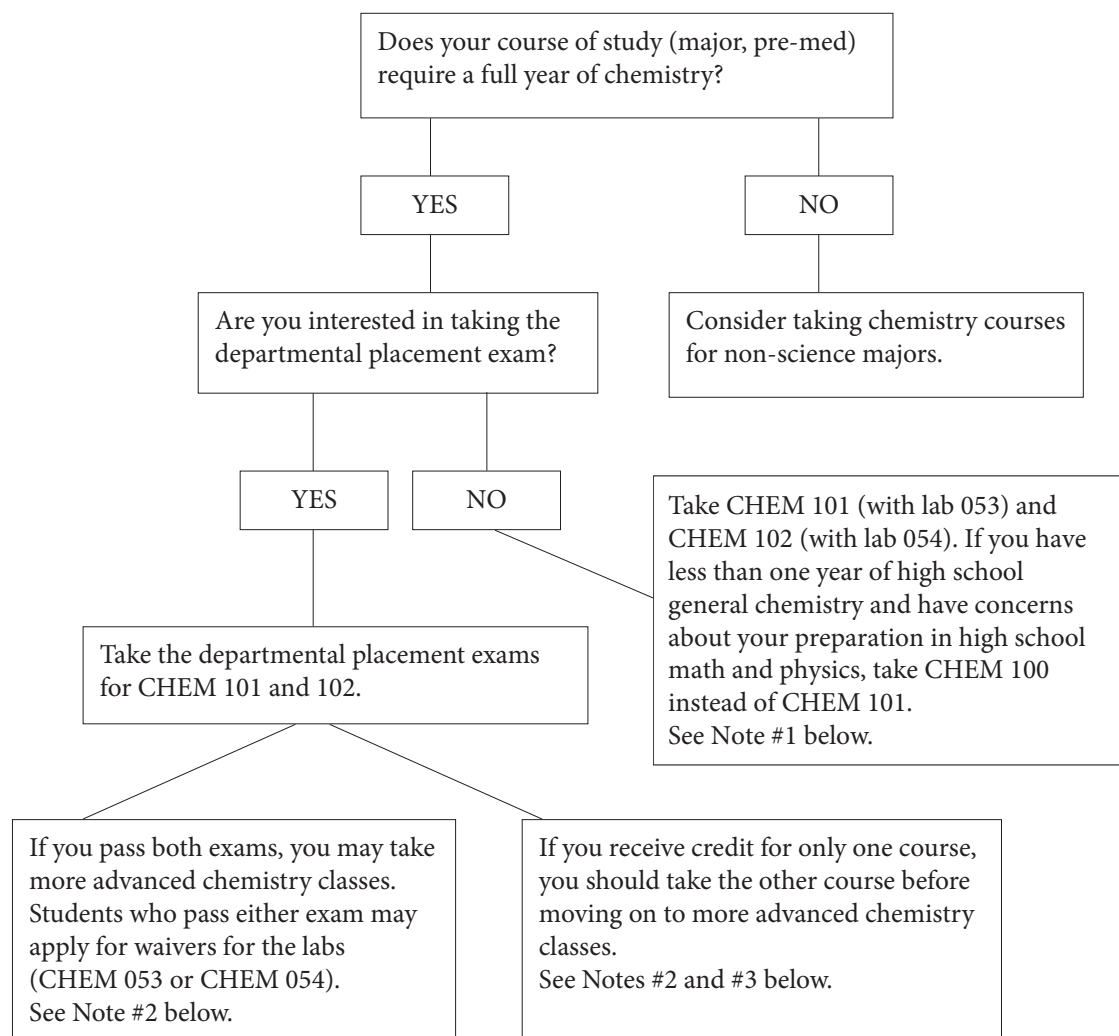 Does your course of study (major, pre-med)
require a full year of chemistry?
YES
NO
Are you interested in taking the
departmental placement exam?
Consider taking chemistry courses
for non-science majors.
YES
NO
Take CHEM 101 (with lab 053) and
CHEM 102 (with lab 054). If you have
less than one year of high school
general chemistry and have concerns
about your preparation in high school
math and physics, take CHEM 100
instead of CHEM 101.
See Note #1 below.
Take the departmental placement exams
for CHEM 101 and 102.
If you pass both exams, you may take
more advanced chemistry classes.
Students who pass either exam may
apply for waivers for the labs
(CHEM 053 or CHEM 054).
See Note #2 below.
If you receive credit for only one course,
you should take the other course before
moving on to more advanced chemistry
classes.
See Notes #2 and #3 below.